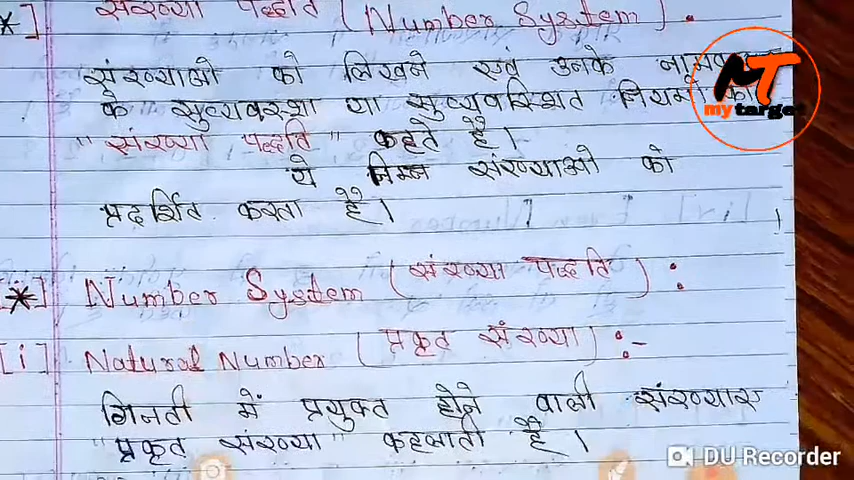 *] संख्या पद्धति (Number System) :
संख्याओ को लिखने एवं उनके
के सुव्यवस्था या सुव्यवस्थित नियम को
"संख्या पद्धति" कहते है।
ये निम्न संख्याओ को
प्रदर्शित करता है।
[*] Number System (संख्या पद्धति) :
[i] Natural Number (प्रकृत संख्या) :-
गिनती में प्रयुक्त होने वाली संख्याए
"प्रकृत संख्या" कहलाती है।
MT
my target
DU Recorder